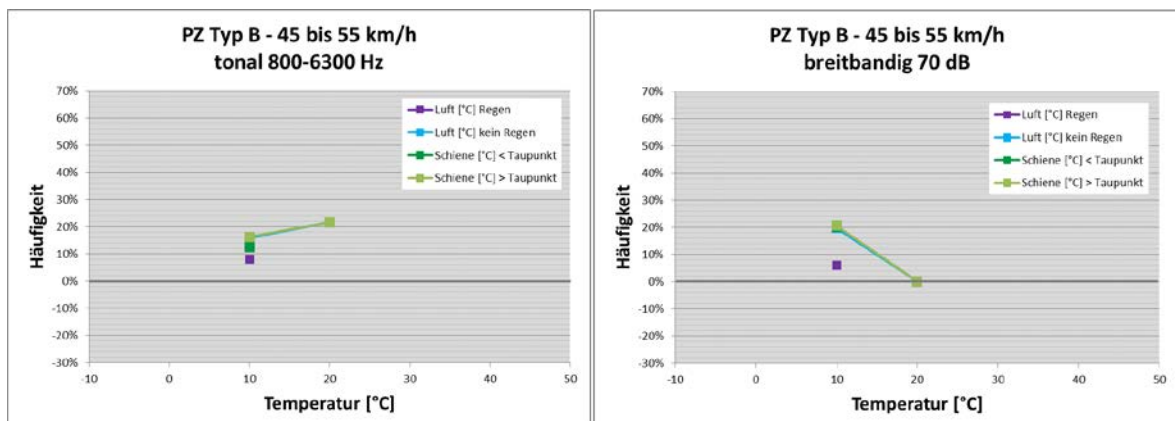 PZ Typ B - 45 bis 55 km/h
tonal 800-6300 Hz
70%
60%
50%
40%
30%
20%
10%
0%
-10%
-20%
-30%
Häufigkeit
Luft [°C] Regen
Luft [°C] kein Regen
Schiene [°C] < Taupunkt
Schiene [°C] > Taupunkt
-10 0 10 20 30 40 50
Temperatur [°C]
PZ Typ B - 45 bis 55 km/h
breitbandig 70 dB
70%
60%
50%
40%
30%
20%
10%
0%
-10%
-20%
-30%
Häufigkeit
Luft [°C] Regen
Luft [°C] kein Regen
Schiene [°C] < Taupunkt
Schiene [°C] > Taupunkt
-10 0 10 20 30 40 50
Temperatur [°C]